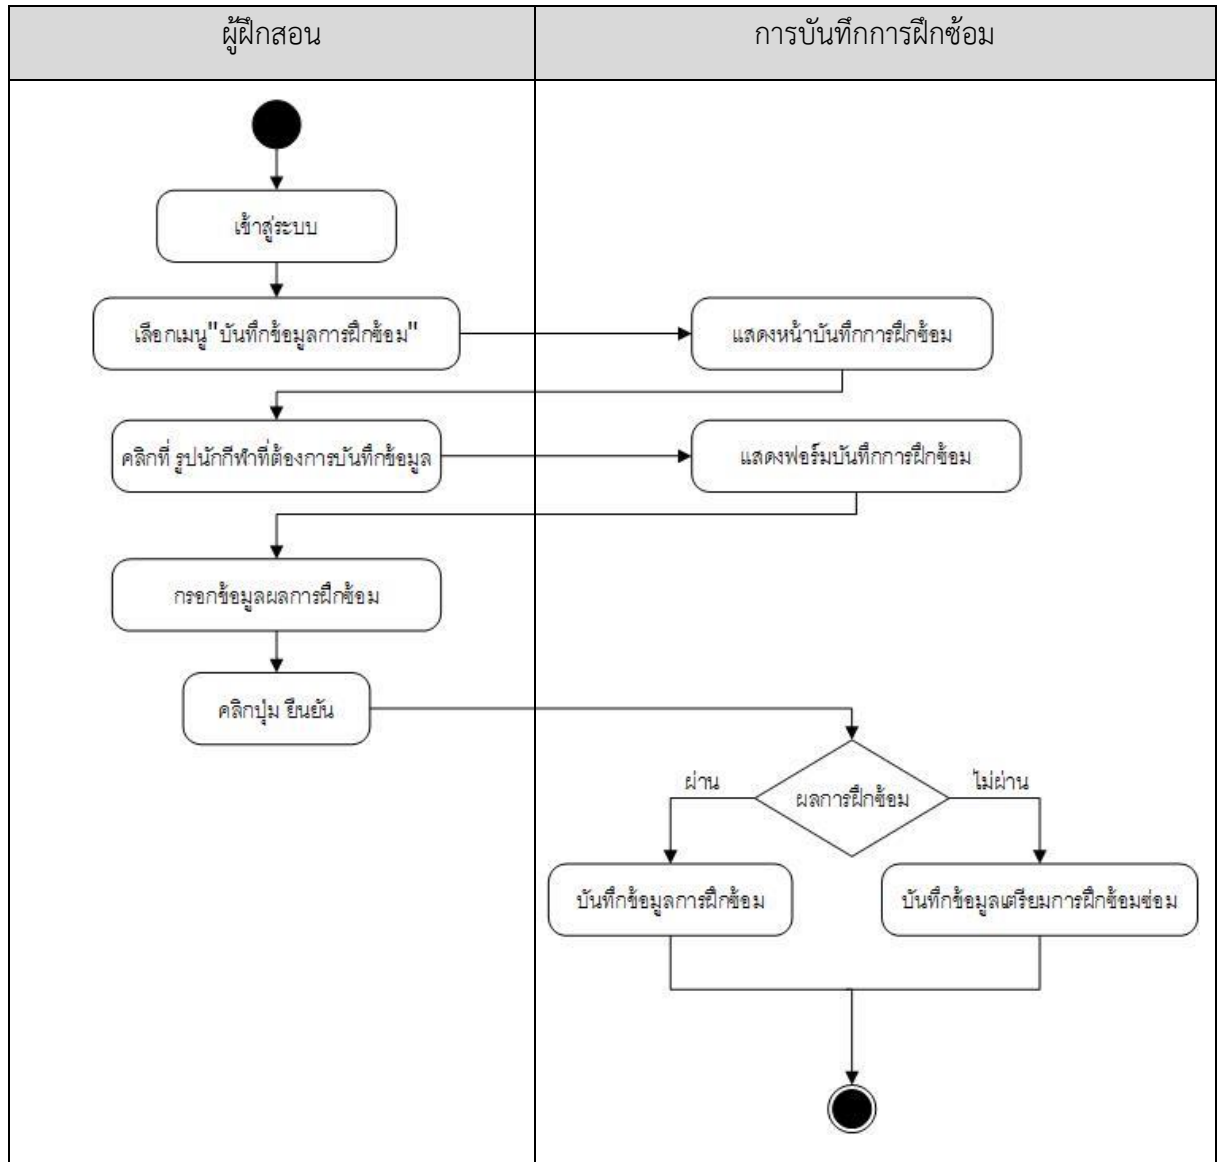 ผู้ฝึกสอน
การบันทึกการฝึกซ้อม
เข้าสู่ระบบ
เลือกเมนู"บันทึกข้อมูลการฝึกซ้อม"
แสดงหน้าบันทึกการฝึกซ้อม
คลิกที่ รูปนักกีฬาที่ต้องการบันทึกข้อมูล
แสดงฟอร์มบันทึกการฝึกซ้อม
กรอกข้อมูลผลการฝึกซ้อม
คลิกปุ่ม ยืนยัน
ผ่าน
ผลการฝึกซ้อม
ไม่ผ่าน
บันทึกข้อมูลการฝึกซ้อม
บันทึกข้อมูลเตรียมการฝึกซ้อมซ่อม